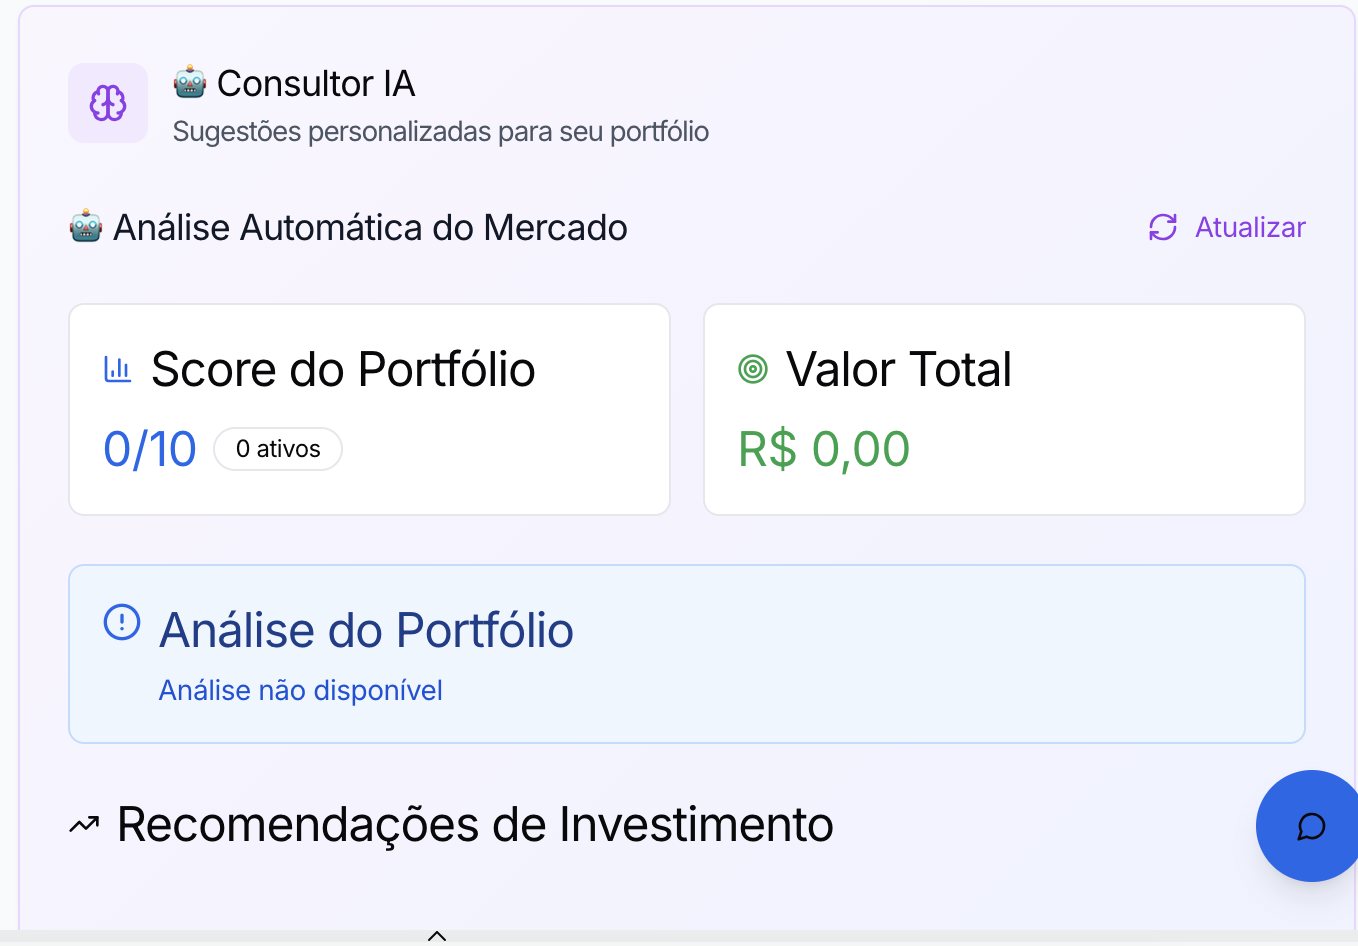 🤖 Consultor IA
Sugestões personalizadas para seu portfólio
🤖 Análise Automática do Mercado
Atualizar
Score do Portfólio
0/10
0 ativos
Valor Total
R$ 0,00
Análise do Portfólio
Análise não disponível
Recomendações de Investimento